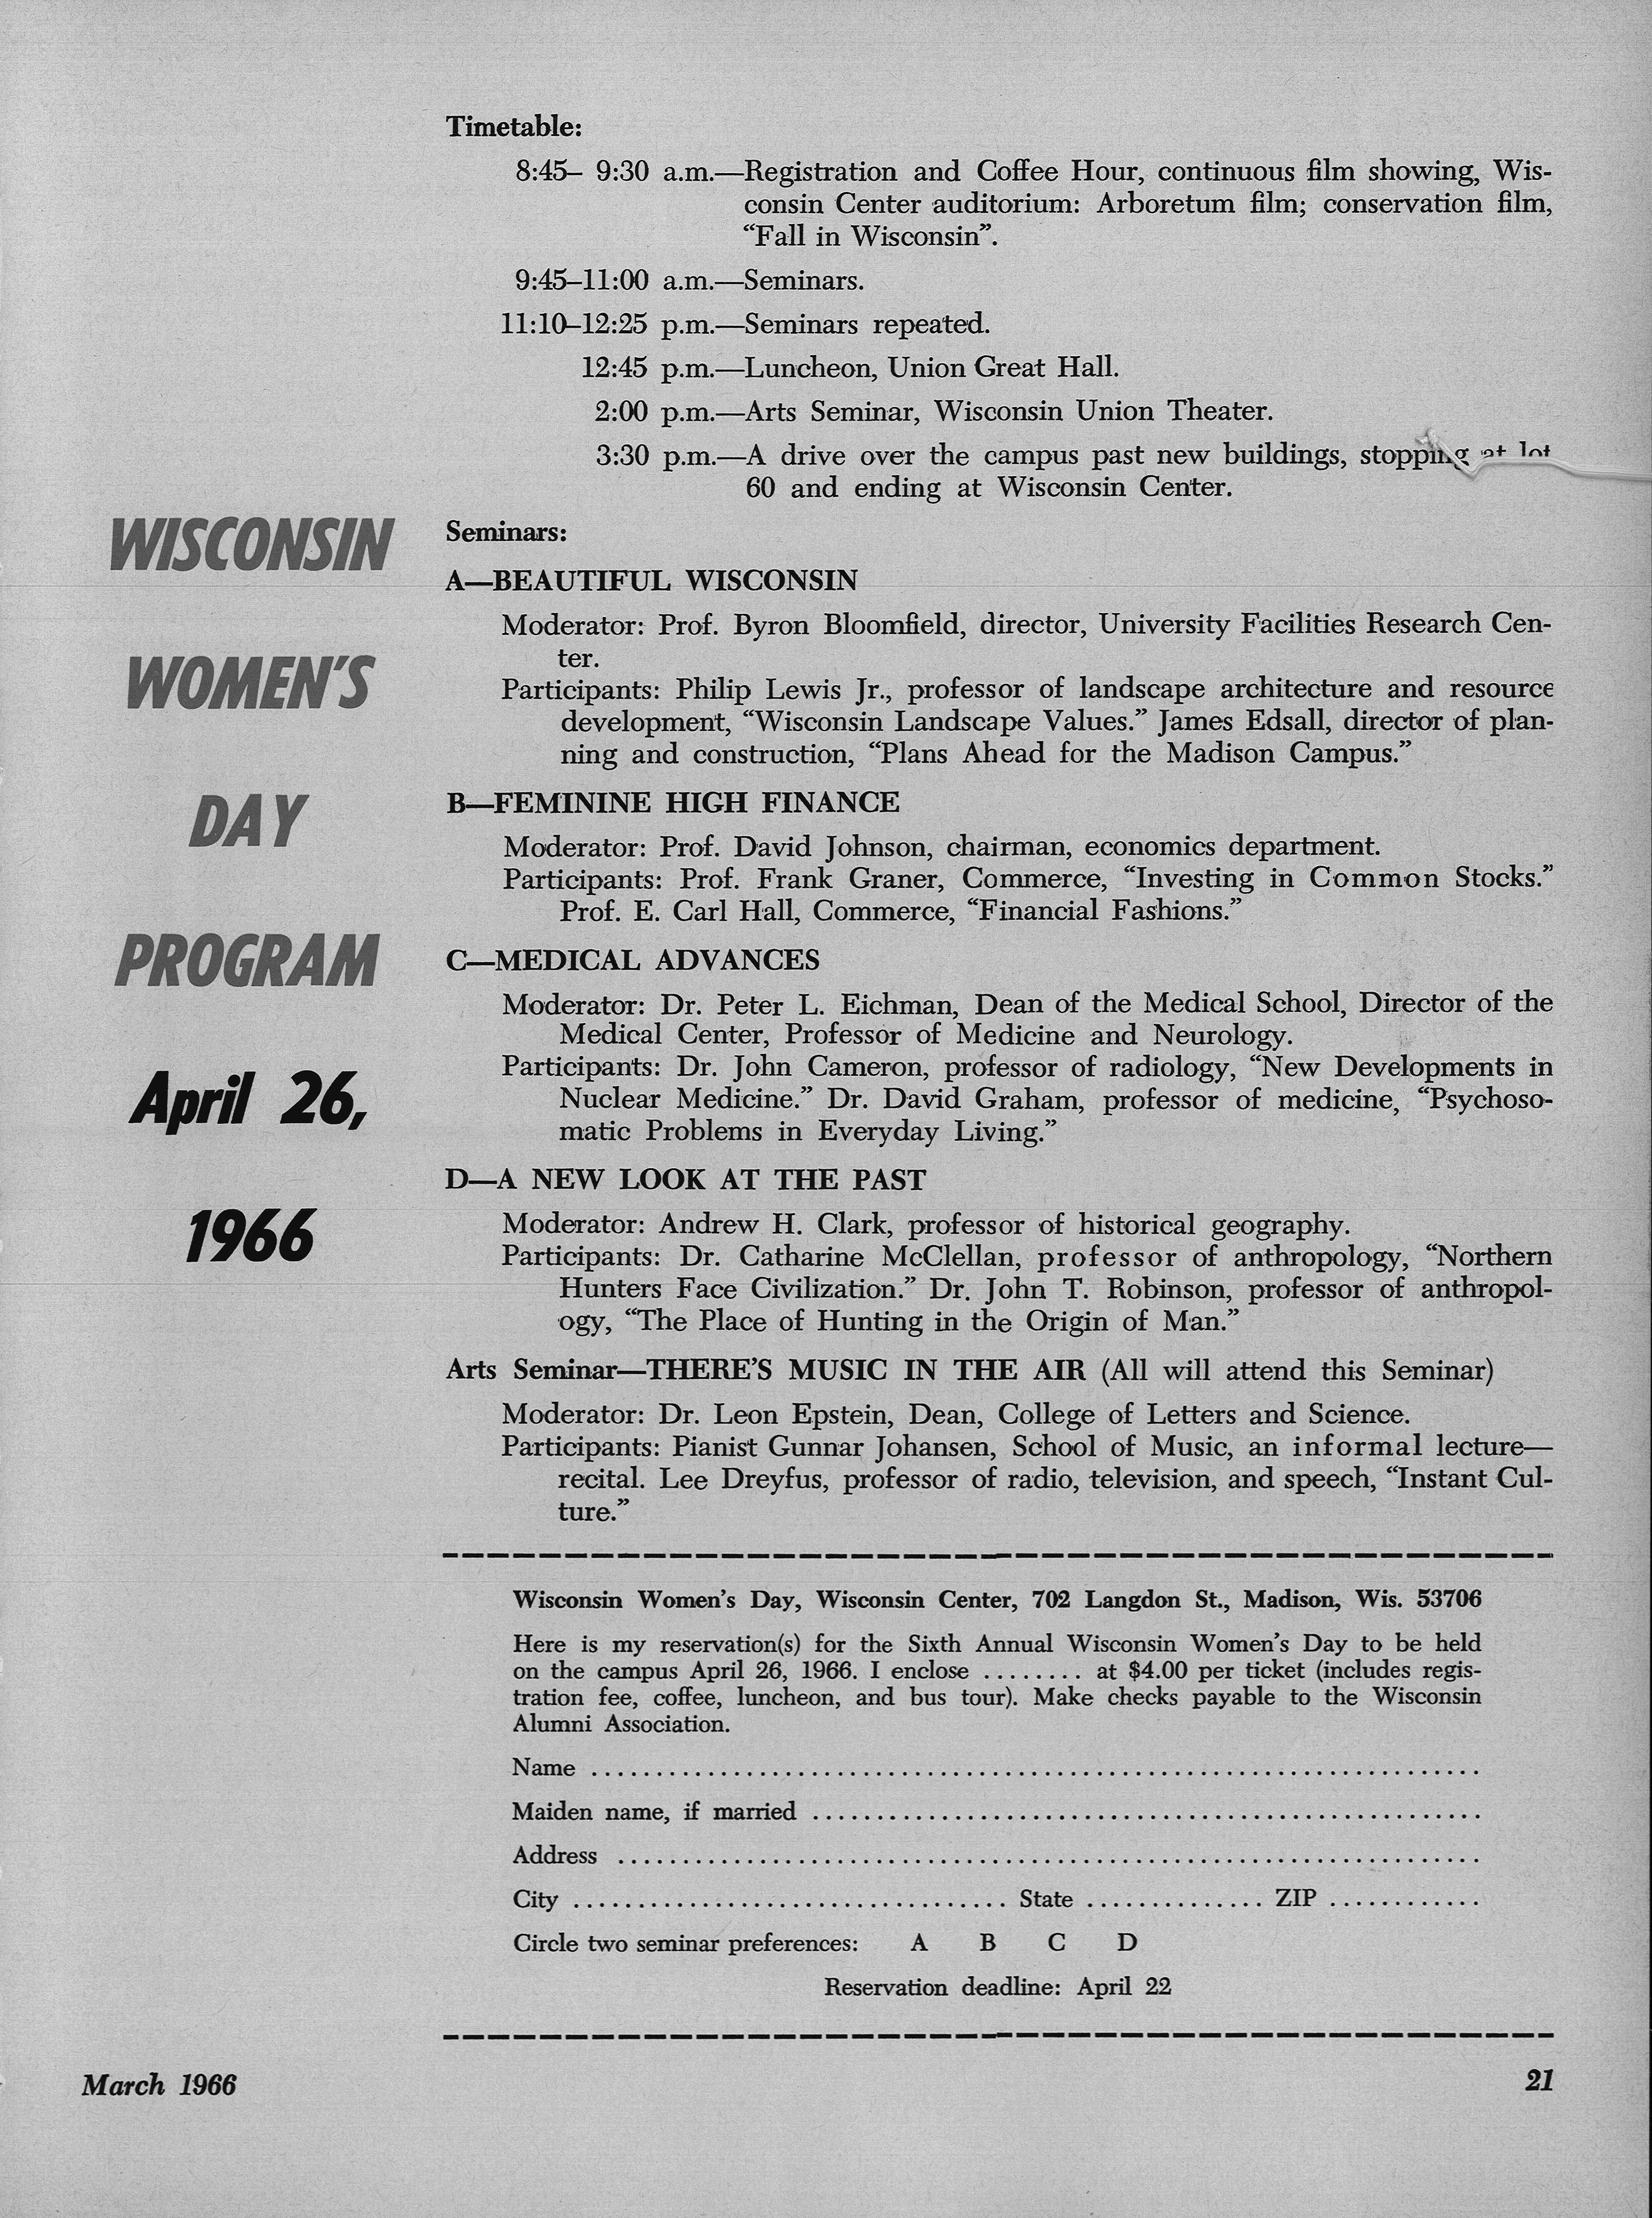 Timetable:
8:45– 9:30 a.m.—Registration and Coffee Hour, continuous film showing, Wis-
consin Center auditorium: Arboretum film; conservation film,
“Fall in Wisconsin”.
9:45–11:00 a.m.—Seminars.
11:10–12:25 p.m.—Seminars repeated.
12:45 p.m.—Luncheon, Union Great Hall.
2:00 p.m.—Arts Seminar, Wisconsin Union Theater.
3:30 p.m.—A drive over the campus past new buildings, stopping at lot
60 and ending at Wisconsin Center.
WISCONSIN
WOMEN’S
DAY
PROGRAM
April 26,
1966
Seminars:
A—BEAUTIFUL WISCONSIN
Moderator: Prof. Byron Bloomfield, director, University Facilities Research Cen-
ter.
Participants: Philip Lewis Jr., professor of landscape architecture and resource
development, “Wisconsin Landscape Values.” James Edsall, director of plan-
ning and construction, “Plans Ahead for the Madison Campus.”
B—FEMININE HIGH FINANCE
Moderator: Prof. David Johnson, chairman, economics department.
Participants: Prof. Frank Graner, Commerce, “Investing in Common Stocks.”
Prof. E. Carl Hall, Commerce, “Financial Fashions.”
C—MEDICAL ADVANCES
Moderator: Dr. Peter L. Eichman, Dean of the Medical School, Director of the
Medical Center, Professor of Medicine and Neurology.
Participants: Dr. John Cameron, professor of radiology, “New Developments in
Nuclear Medicine.” Dr. David Graham, professor of medicine, “Psychoso-
matic Problems in Everyday Living.”
D—A NEW LOOK AT THE PAST
Moderator: Andrew H. Clark, professor of historical geography.
Participants: Dr. Catharine McClellan, professor of anthropology, “Northern
Hunters Face Civilization.” Dr. John T. Robinson, professor of anthropol-
ogy, “The Place of Hunting in the Origin of Man.”
Arts Seminar—THERE’S MUSIC IN THE AIR (All will attend this Seminar)
Moderator: Dr. Leon Epstein, Dean, College of Letters and Science.
Participants: Pianist Gunnar Johansen, School of Music, an informal lecture—
recital. Lee Dreyfus, professor of radio, television, and speech, “Instant Cul-
ture.”
Wisconsin Women’s Day, Wisconsin Center, 702 Langdon St., Madison, Wis. 53706
Here is my reservation(s) for the Sixth Annual Wisconsin Women’s Day to be held
on the campus April 26, 1966. I enclose ........ at $4.00 per ticket (includes regis-
tration fee, coffee, luncheon, and bus tour). Make checks payable to the Wisconsin
Alumni Association.
Name ....................................................................
Maiden name, if married ...................................................
Address ..................................................................
City .................................. State .............. ZIP ............
Circle two seminar preferences: A B C D
Reservation deadline: April 22
March 1966
21